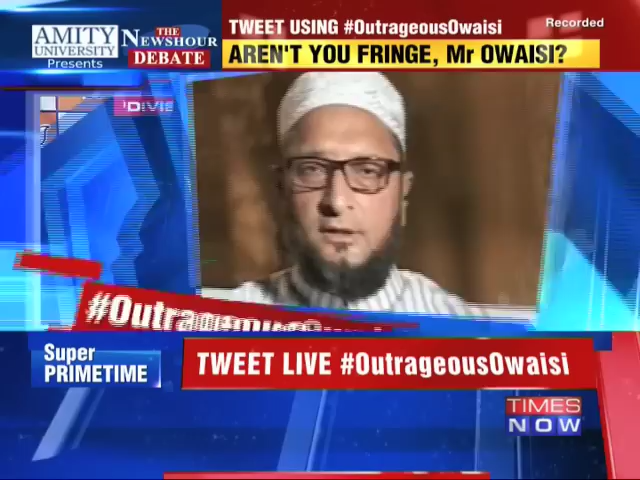 AMITY
UNIVERSITY
Presents
THE
NEWSHOUR
DEBATE
TWEET USING #OutrageousOwaisi
AREN'T YOU FRINGE, Mr OWAISI?
Recorded
'DIVIS
Super
PRIMETIME
TWEET LIVE #OutrageousOwaisi
TIMES
NOW